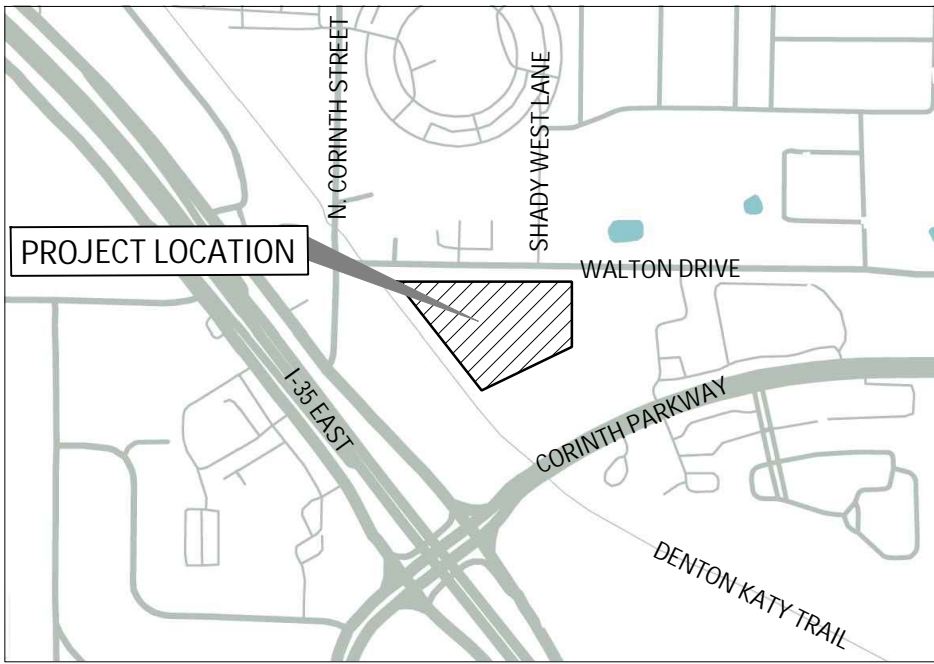 N. CORINTH STREET
SHADY WEST LANE
PROJECT LOCATION
WALTON DRIVE
I-35 EAST
CORINTH PARKWAY
DENTON KATY TRAIL